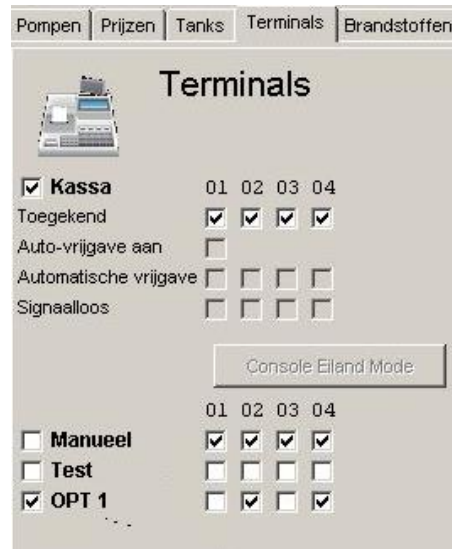 Pompen Prijzen Tanks Terminals Brandstoffen
Terminals
Kassa 01 02 03 04
Toegekend
Auto-vrijgave aan
Automatische vrijgave
Signaalloos
Console Eiland Mode
01 02 03 04
Manueel
Test
OPT 1